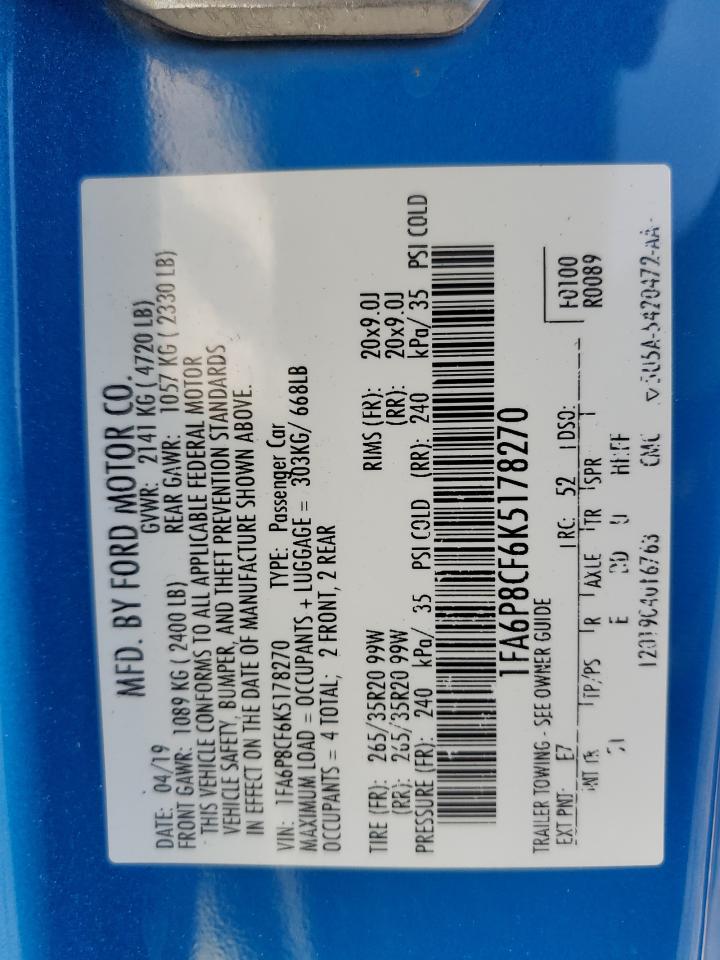 MFD. BY FORD MOTOR CO.
DATE: 04/19 GVWR: 2141 KG ( 4720 LB)
FRONT GAWR: 1089 KG ( 2400 LB) REAR GAWR: 1057 KG ( 2330 LB)
THIS VEHICLE CONFORMS TO ALL APPLICABLE FEDERAL MOTOR
VEHICLE SAFETY, BUMPER, AND THEFT PREVENTION STANDARDS
IN EFFECT ON THE DATE OF MANUFACTURE SHOWN ABOVE.
VIN: 1FA6P8CF6K5178270 TYPE: Passenger Car
MAXIMUM LOAD = OCCUPANTS + LUGGAGE = 303KG/ 668LB
OCCUPANTS = 4 TOTAL; 2 FRONT, 2 REAR
TIRE (FR): 265/35R20 99W RIMS (FR): 20x9.0J
(RR): 265/35R20 99W (RR): 20x9.0J
PRESSURE (FR): 240 kPa/ 35 PSI COLD (RR): 240 kPa/ 35 PSI COLD
1FA6P8CF6K5178270
TRAILER TOWING - SEE OWNER GUIDE
F0100
EXT PNT: E7 RC: 52 DSO: R0089
INT TR TP/PS R AXLE TR SPR
E